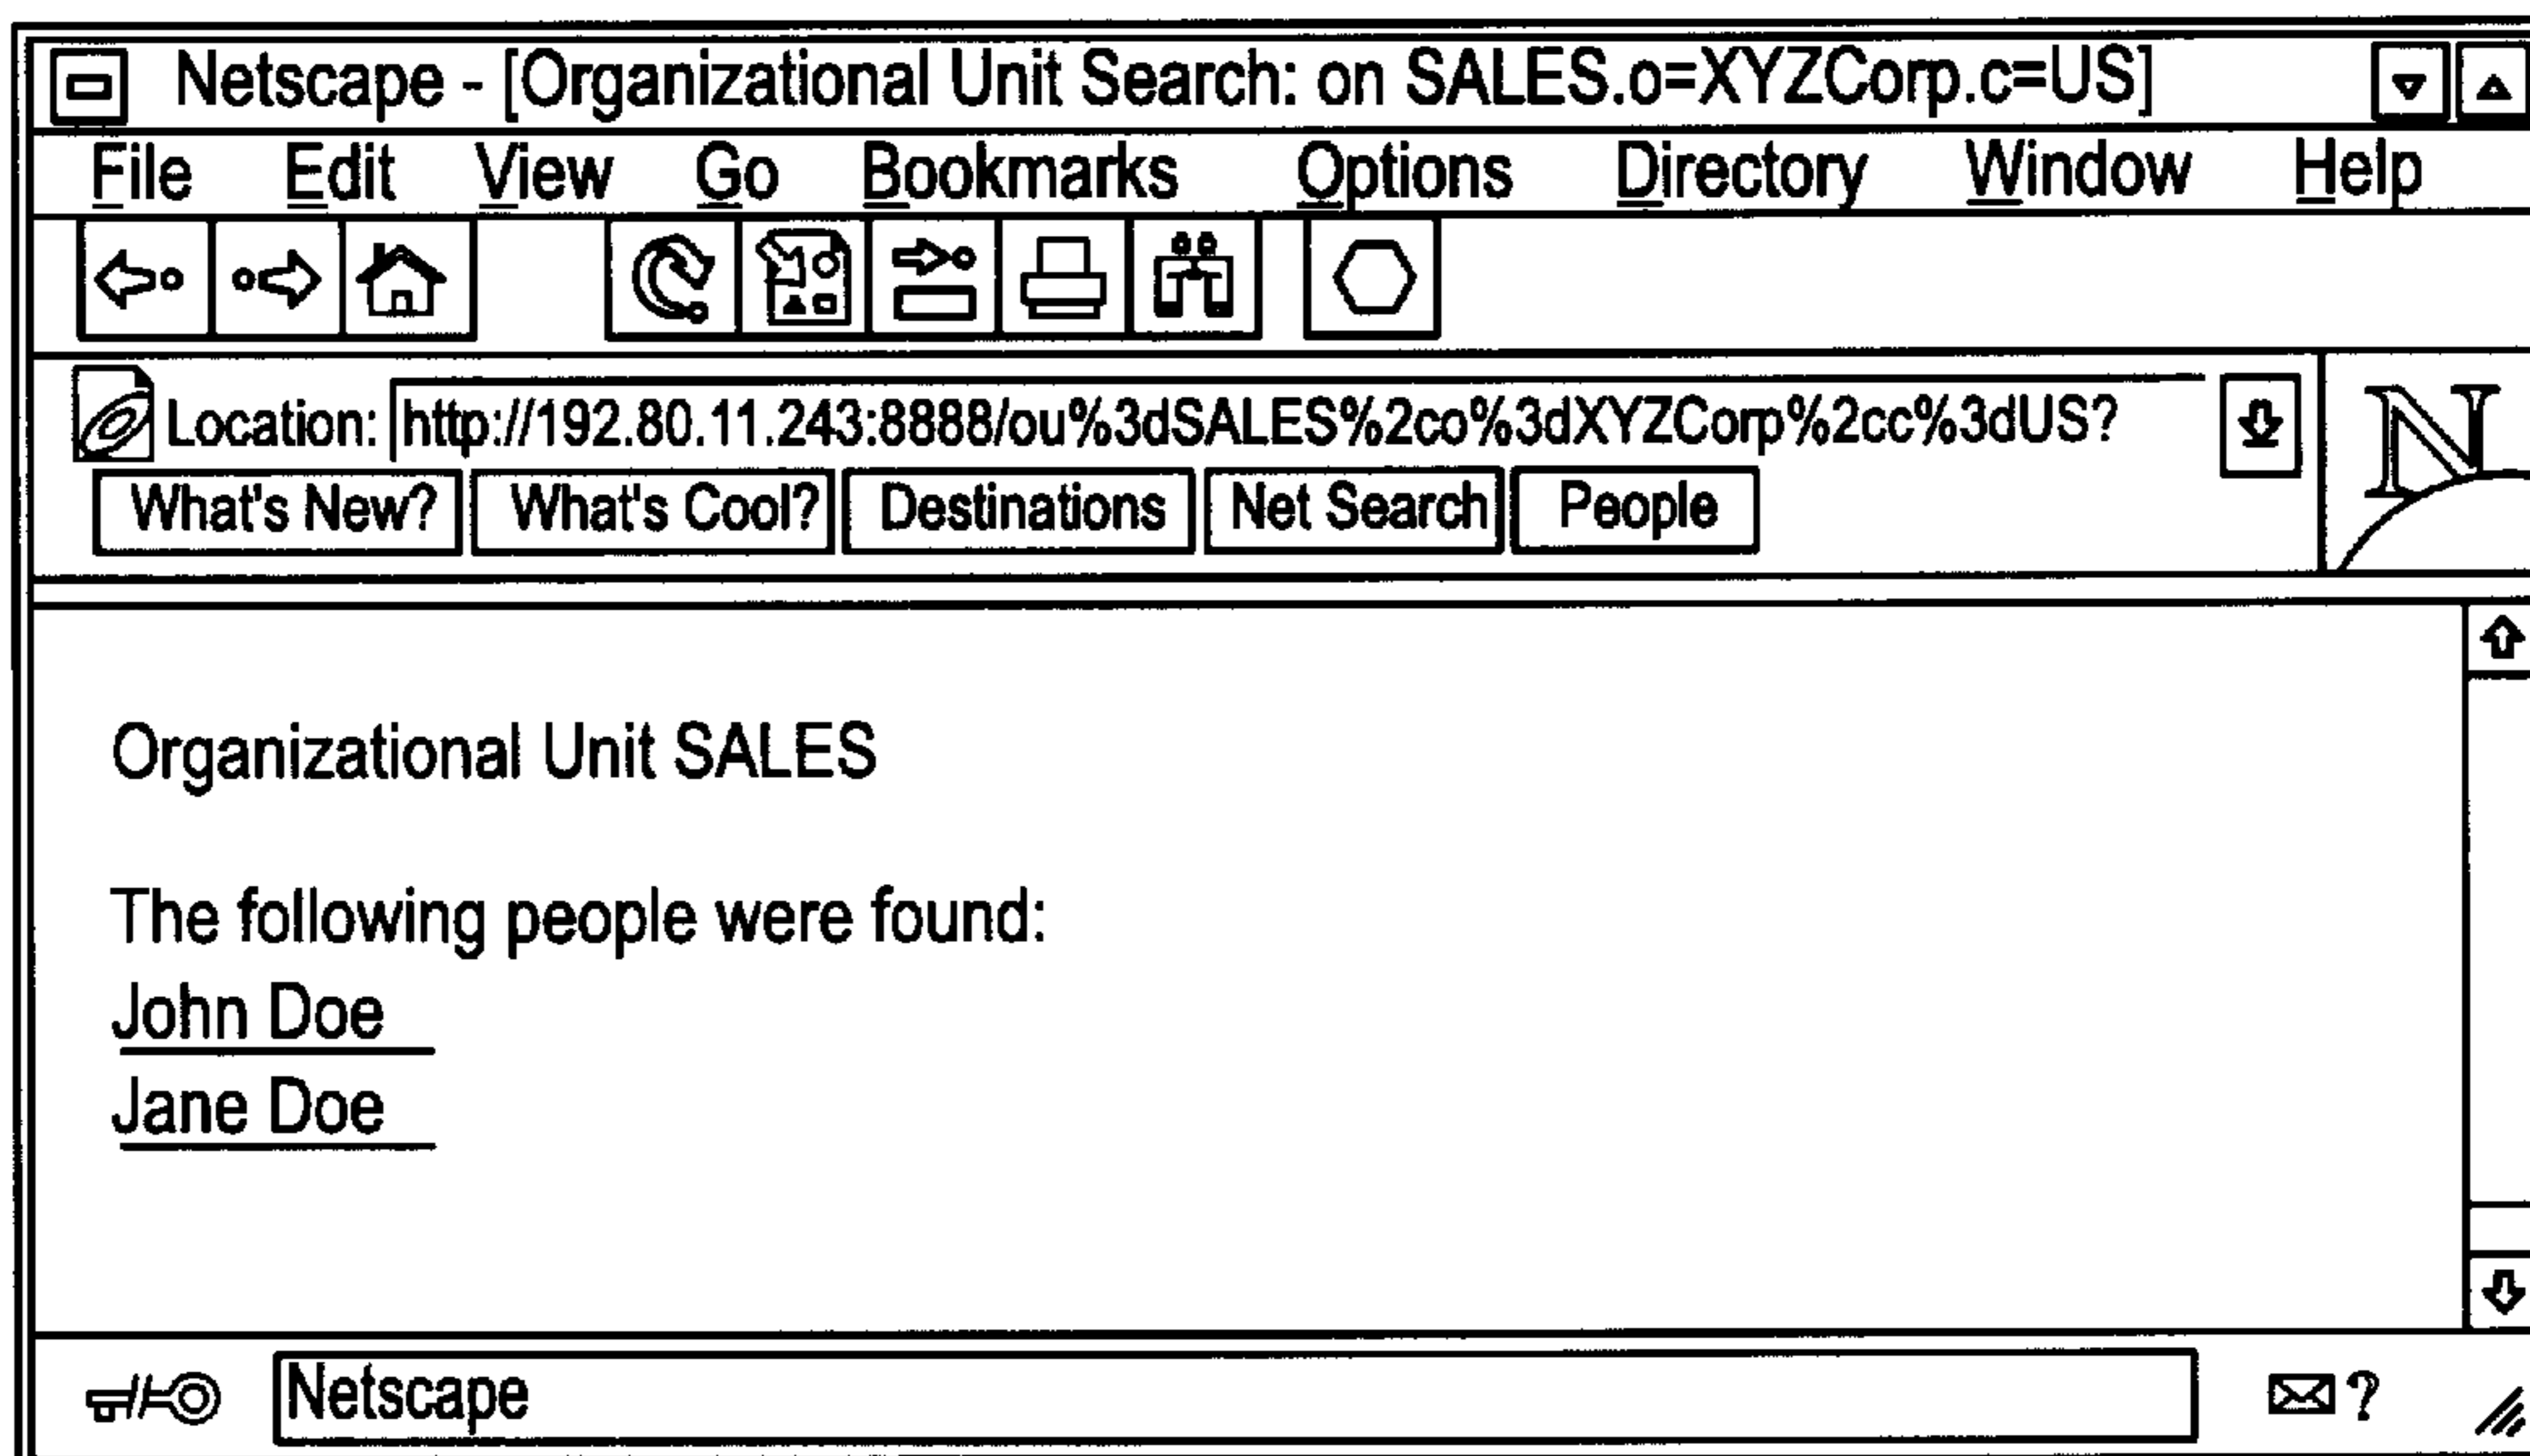 Netscape - [Organizational Unit Search: on SALES.o=XYZCorp.c=US]
File Edit View Go Bookmarks Options Directory Window Help
Location: http://192.80.11.243:8888/ou%3dSALES%2co%3dXYZCorp%2cc%3dUS?
N
What's New? What's Cool? Destinations Net Search People
Organizational Unit SALES
The following people were found:
John Doe
Jane Doe
Netscape ?